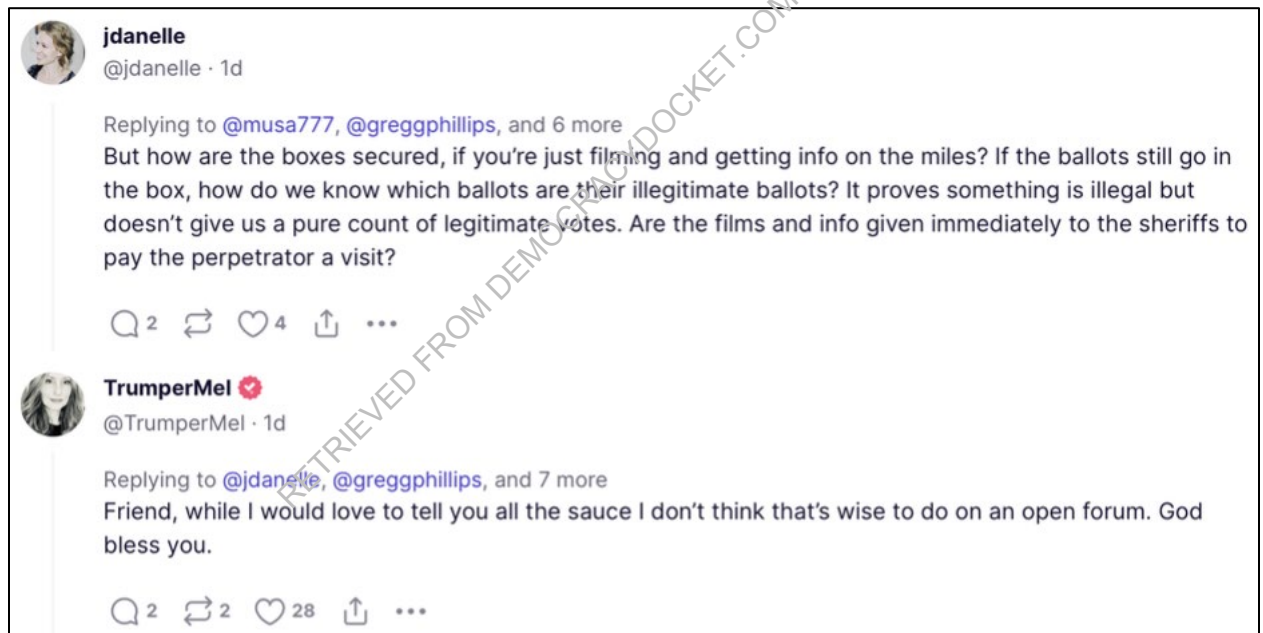 jdanelle
@jdanelle · 1d
Replying to @musa777, @greggphillips, and 6 more
But how are the boxes secured, if you’re just filming and getting info on the miles? If the ballots still go in
the box, how do we know which ballots are their illegitimate ballots? It proves something is illegal but
doesn’t give us a pure count of legitimate votes. Are the films and info given immediately to the sheriffs to
pay the perpetrator a visit?
2 4
TrumperMel
@TrumperMel · 1d
Replying to @jdanelle, @greggphillips, and 7 more
Friend, while I would love to tell you all the sauce I don’t think that’s wise to do on an open forum. God
bless you.
2 2 28
RETRIEVED FROM DEMOCRACYDOCKET.COM